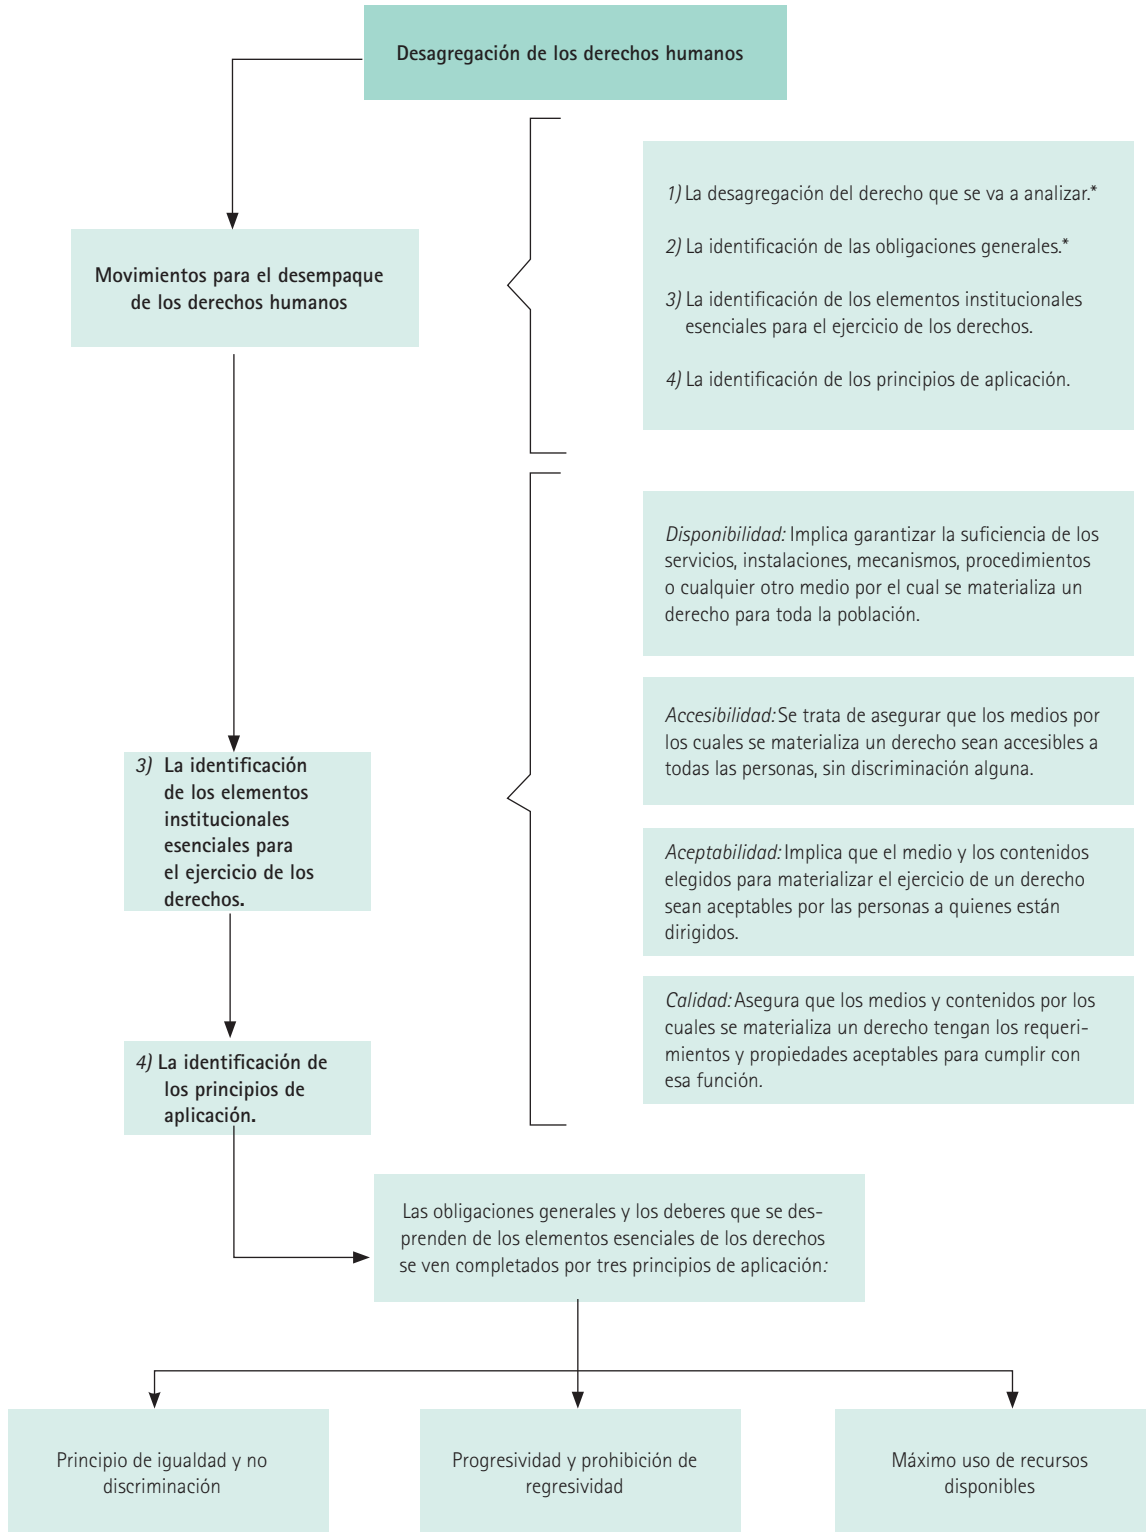 Desagregación de los derechos humanos
Movimientos para el desempaque
de los derechos humanos
1) La desagregación del derecho que se va a analizar.*
2) La identificación de las obligaciones generales.*
3) La identificación de los elementos institucionales
esenciales para el ejercicio de los derechos.
4) La identificación de los principios de aplicación.
Disponibilidad: Implica garantizar la suficiencia de los
servicios, instalaciones, mecanismos, procedimientos
o cualquier otro medio por el cual se materializa un
derecho para toda la población.
Accesibilidad: Se trata de asegurar que los medios por
los cuales se materializa un derecho sean accesibles a
todas las personas, sin discriminación alguna.
Aceptabilidad: Implica que el medio y los contenidos
elegidos para materializar el ejercicio de un derecho
sean aceptables por las personas a quienes están
dirigidos.
Calidad: Asegura que los medios y contenidos por los
cuales se materializa un derecho tengan los requeri-
mientos y propiedades aceptables para cumplir con
esa función.
3) La identificación
de los elementos
institucionales
esenciales para
el ejercicio de los
derechos.
4) La identificación de
los principios de
aplicación.
Las obligaciones generales y los deberes que se des-
prenden de los elementos esenciales de los derechos
se ven completados por tres principios de aplicación:
Principio de igualdad y no
discriminación
Progresividad y prohibición de
regresividad
Máximo uso de recursos
disponibles